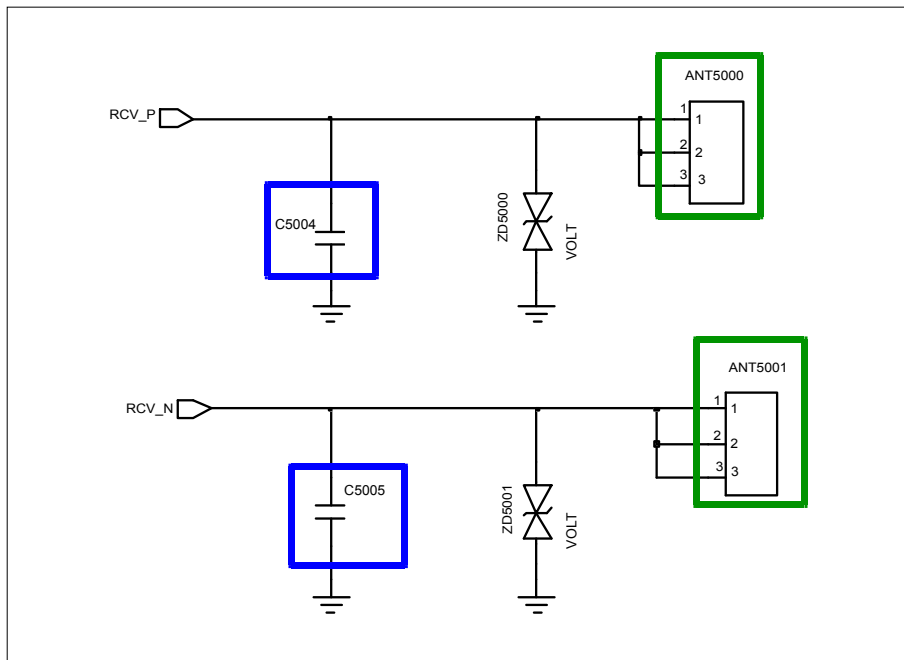 ANT5000
RCV_P
1 1
2 2
3 3
C5004
ZD5000
VOLT
ANT5001
RCV_N
1 1
2 2
3 3
C5005
ZD5001
VOLT